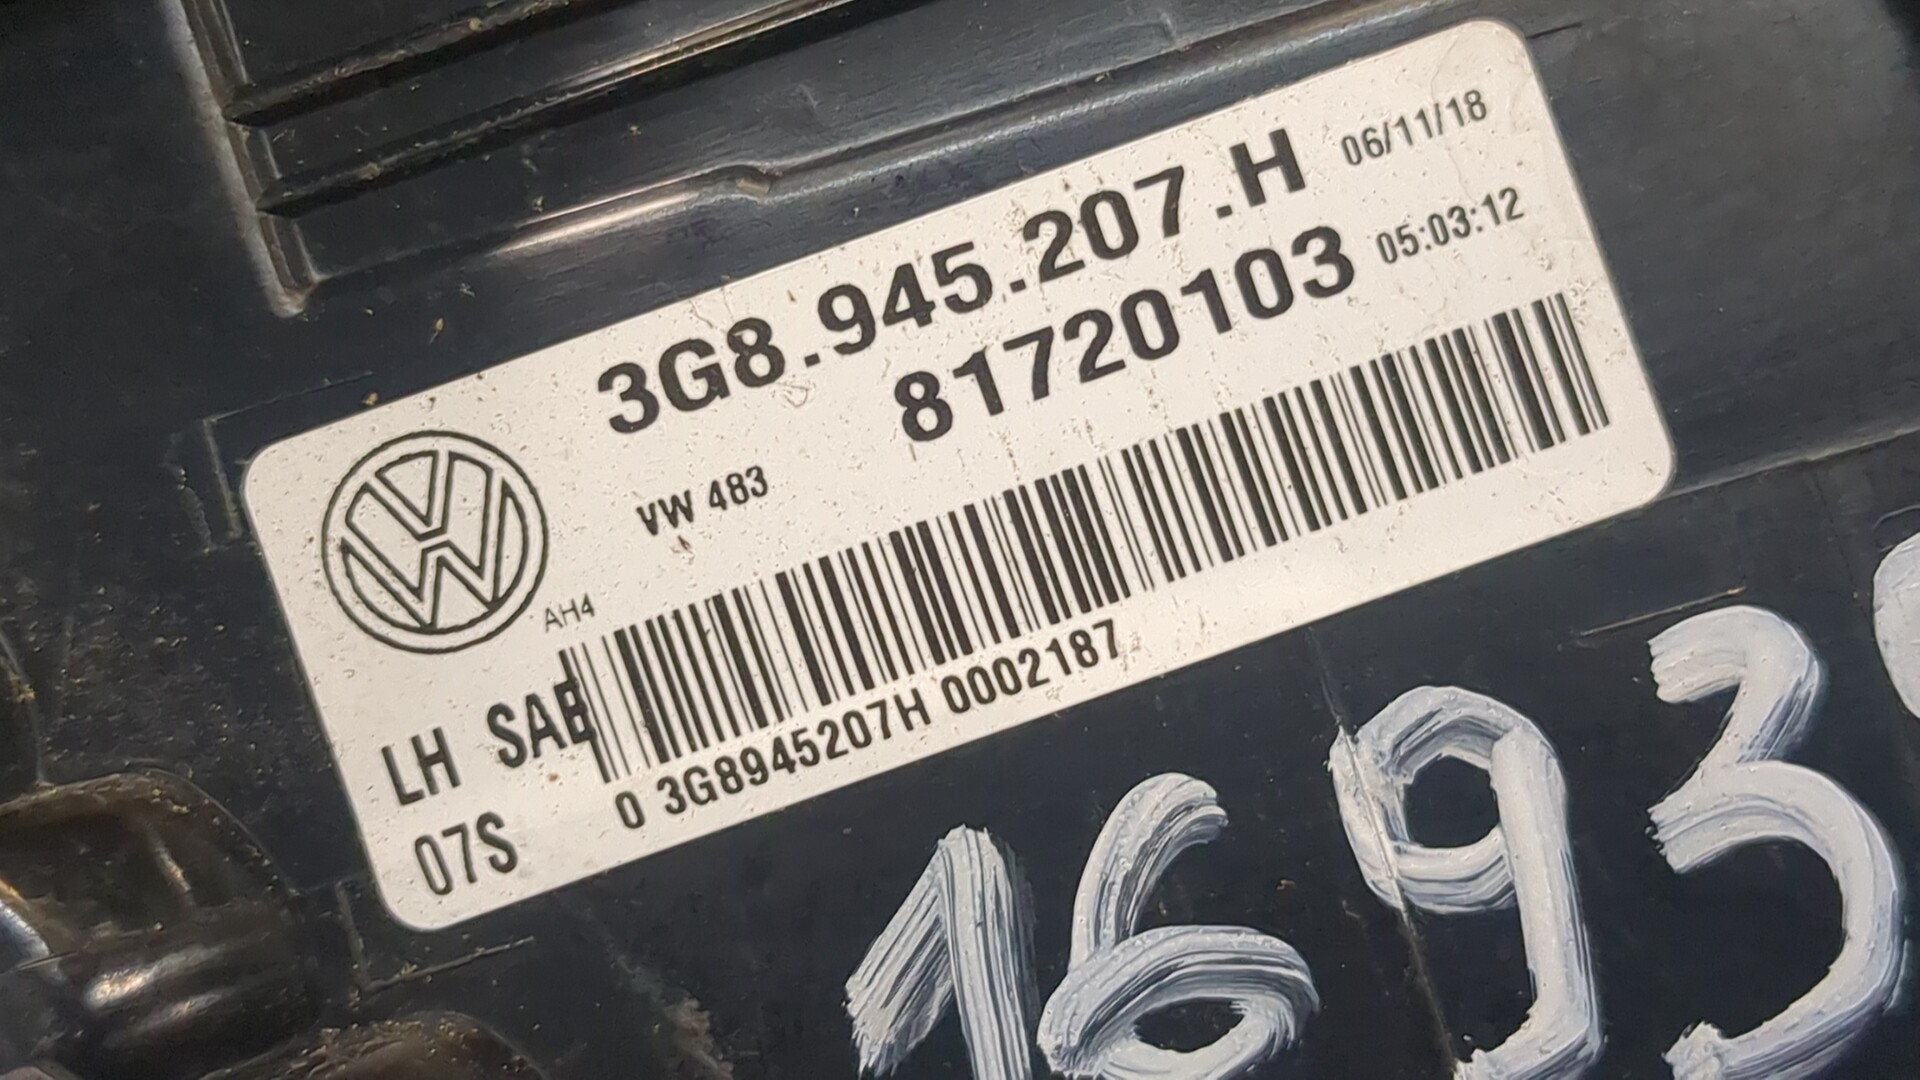 3G8.945.207.H 06/11/18
81720103 05:03:12
VW 483
AH4
LH SAE
07S
0 3G8945207H 0002187
1693